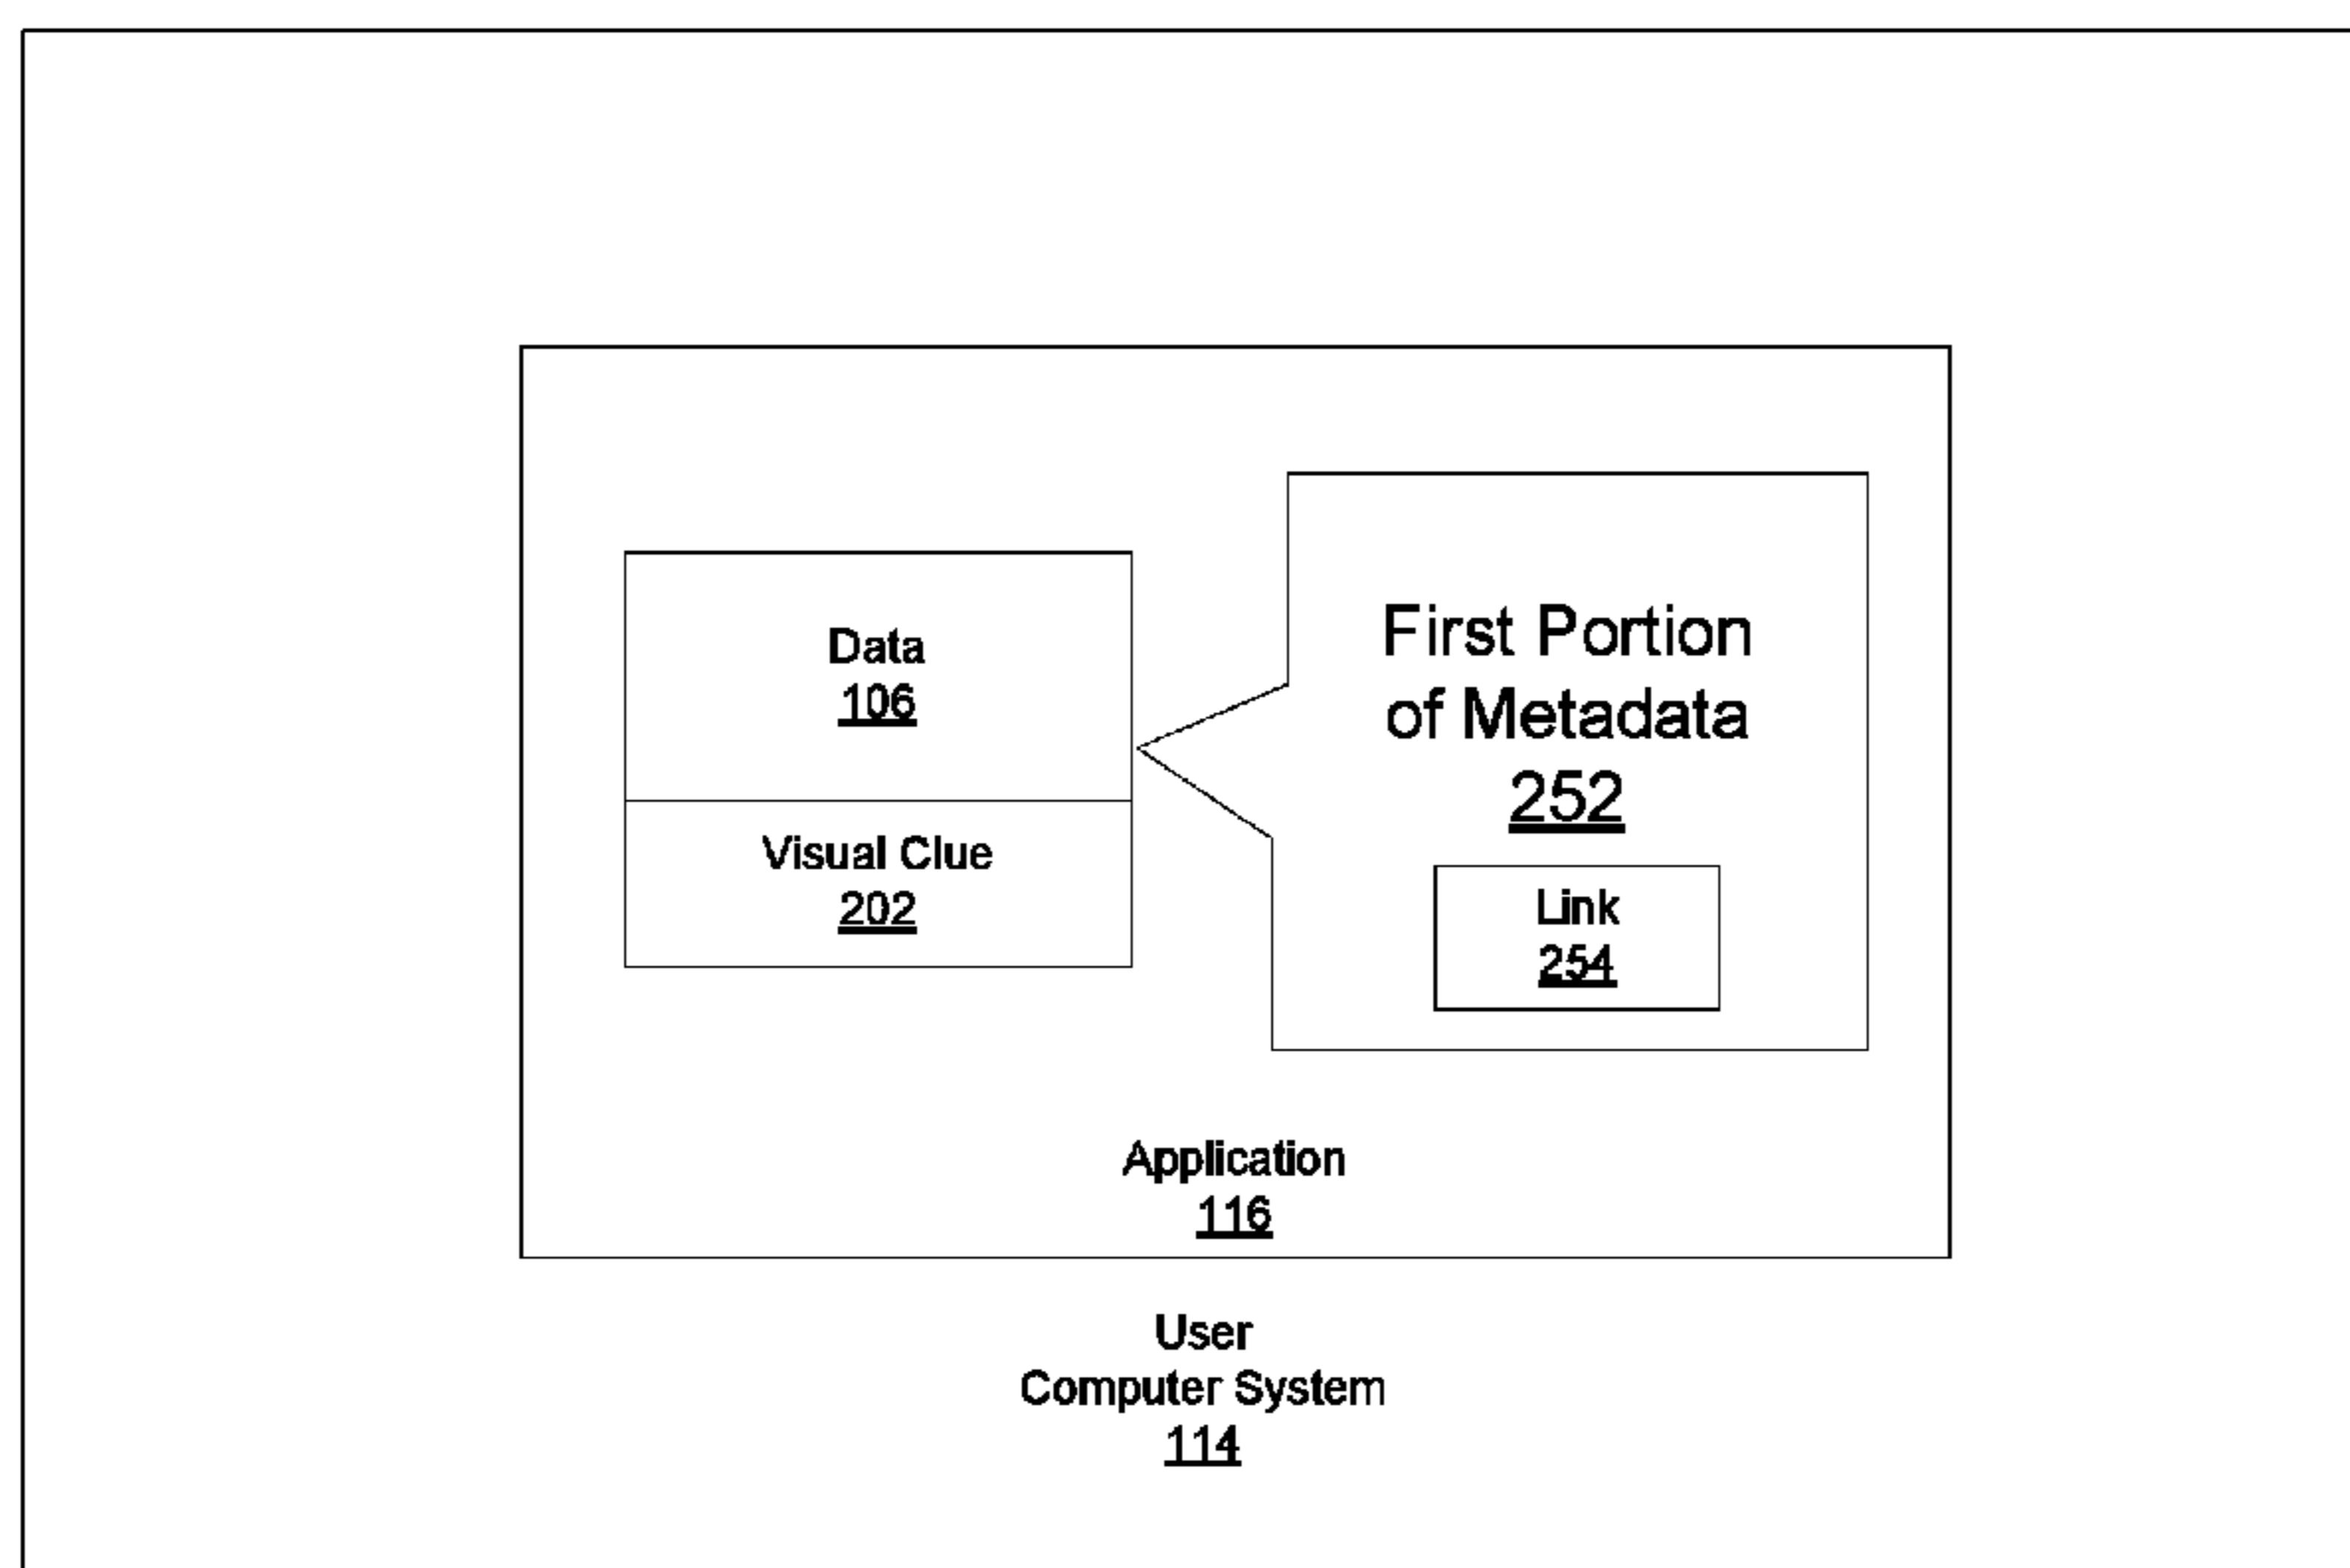 Data
106
Visual Clue
202
First Portion
of Metadata
252
Link
254
Application
116
User
Computer System
114